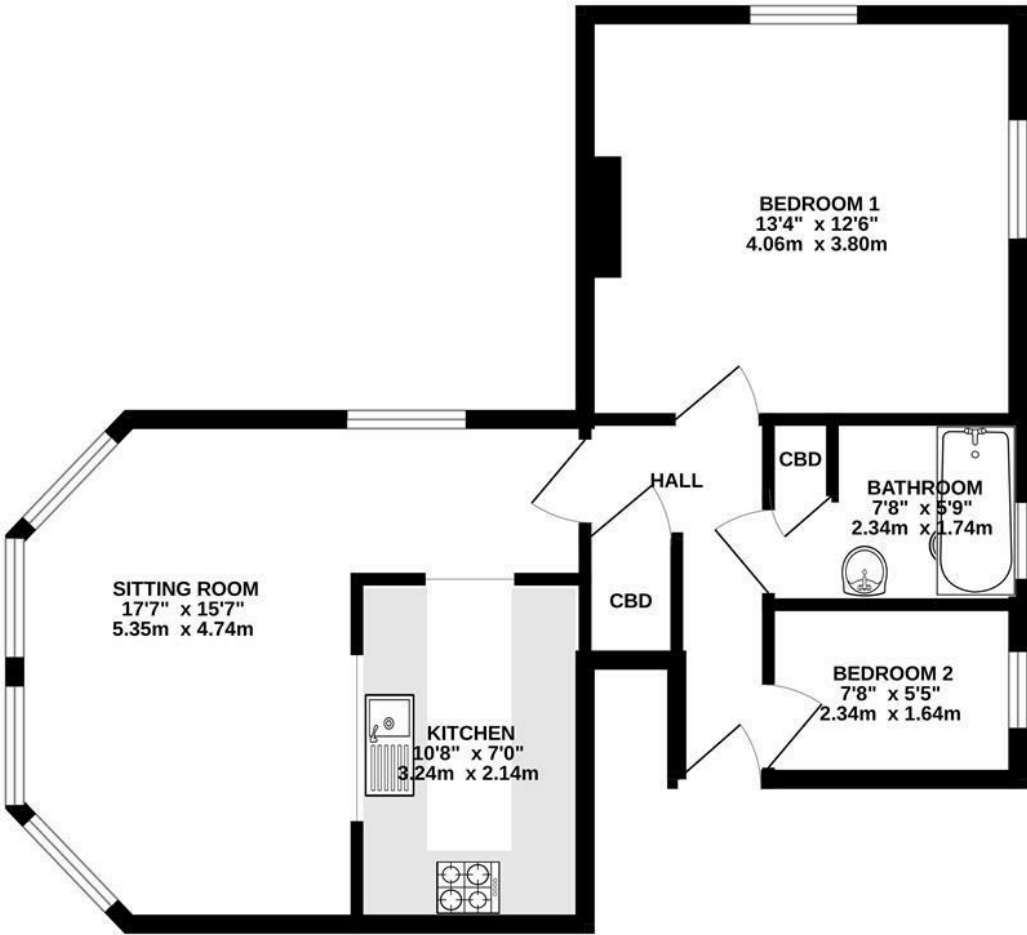 BEDROOM 1
13'4" x 12'6"
4.06m x 3.80m
HALL
CBD
BATHROOM
7'8" x 5'9"
2.34m x 1.74m
SITTING ROOM
17'7" x 15'7"
5.35m x 4.74m
CBD
BEDROOM 2
7'8" x 5'5"
2.34m x 1.64m
KITCHEN
10'8" x 7'0"
3.24m x 2.14m